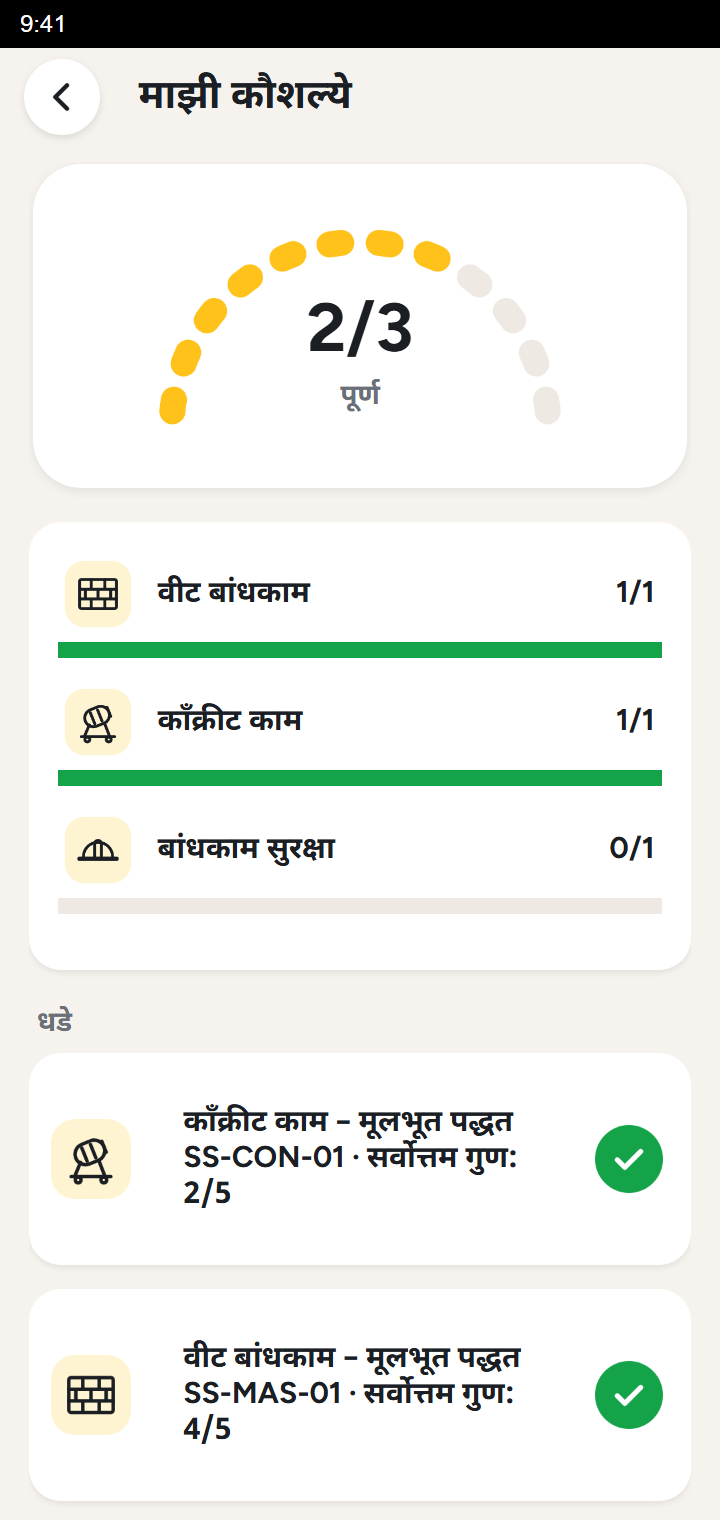 9:41
माझी कौशल्ये
2/3
पूर्ण
वीट बांधकाम 1/1
काँक्रीट काम 1/1
बांधकाम सुरक्षा 0/1
धडे
काँक्रीट काम – मूलभूत पद्धत
SS-CON-01 · सर्वोत्तम गुण:
2/5
वीट बांधकाम – मूलभूत पद्धत
SS-MAS-01 · सर्वोत्तम गुण:
4/5